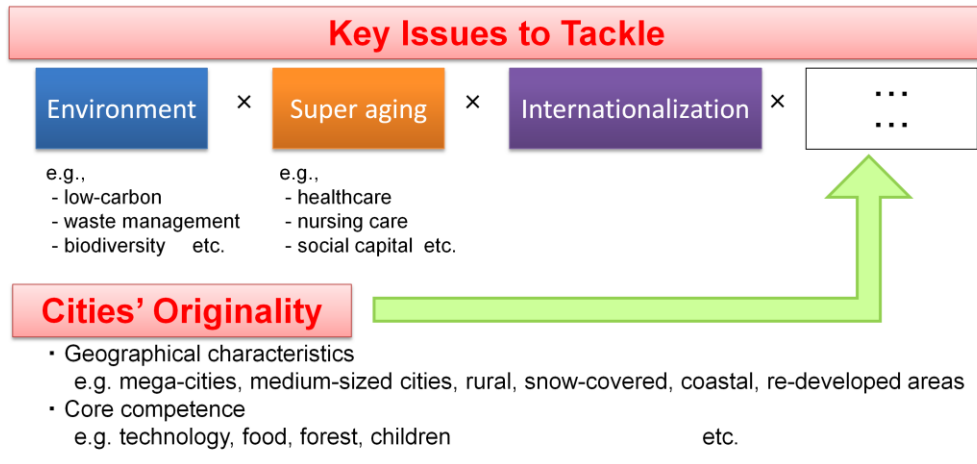 Key Issues to Tackle
Environment × Super aging × Internationalization × ...
...
e.g.,
- low-carbon
- waste management
- biodiversity etc.
e.g.,
- healthcare
- nursing care
- social capital etc.
Cities’ Originality
・Geographical characteristics
e.g. mega-cities, medium-sized cities, rural, snow-covered, coastal, re-developed areas
・Core competence
e.g. technology, food, forest, children etc.